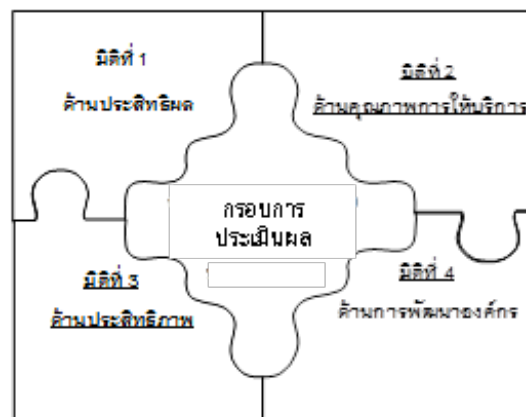 มิติที่ 1
ด้านประสิทธิผล
มิติที่ 2
ด้านคุณภาพการให้บริการ
กรอบการ
ประเมินผล
มิติที่ 3
ด้านประสิทธิภาพ
มิติที่ 4
ด้านการพัฒนาองค์กร